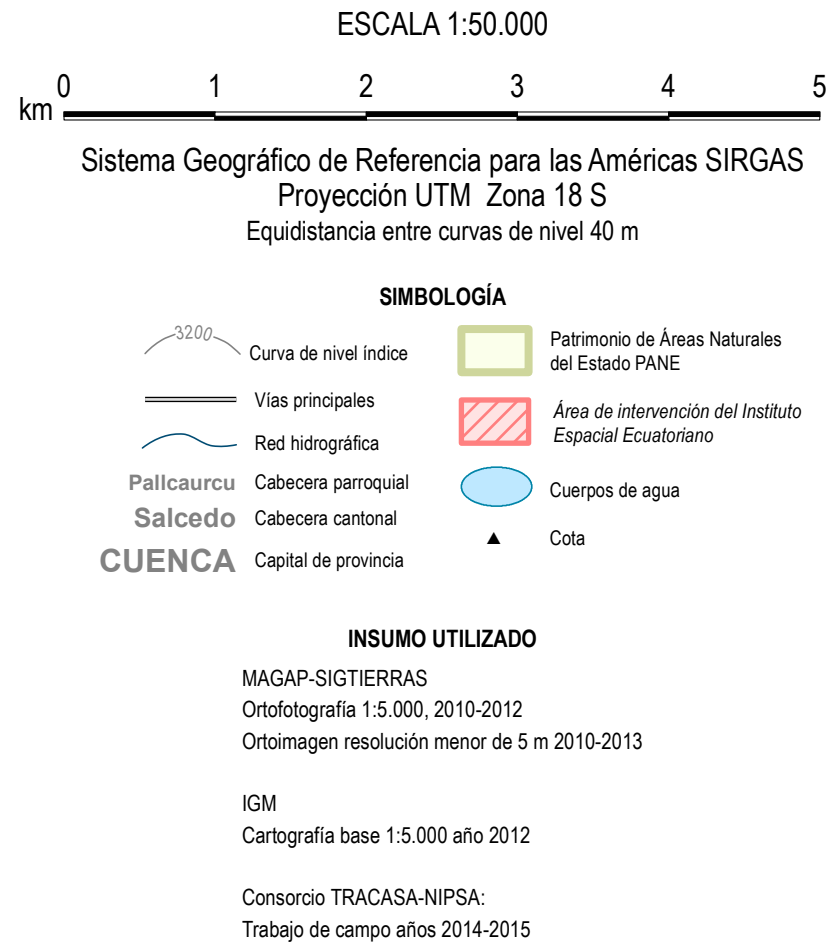 ESCALA 1:50.000
0 1 2 3 4 5
km
Sistema Geográfico de Referencia para las Américas SIRGAS
Proyección UTM Zona 18 S
Equidistancia entre curvas de nivel 40 m
SIMBOLOGÍA
3200
Curva de nivel índice
Vías principales
Red hidrográfica
Pallcaurcu Cabecera parroquial
Salcedo Cabecera cantonal
CUENCA Capital de provincia
Patrimonio de Áreas Naturales
del Estado PANE
Área de intervención del Instituto
Espacial Ecuatoriano
Cuerpos de agua
Cota
INSUMO UTILIZADO
MAGAP-SIGTIERRAS
Ortofotografía 1:5.000, 2010-2012
Ortoimagen resolución menor de 5 m 2010-2013
IGM
Cartografía base 1:5.000 año 2012
Consorcio TRACASA-NIPSA:
Trabajo de campo años 2014-2015